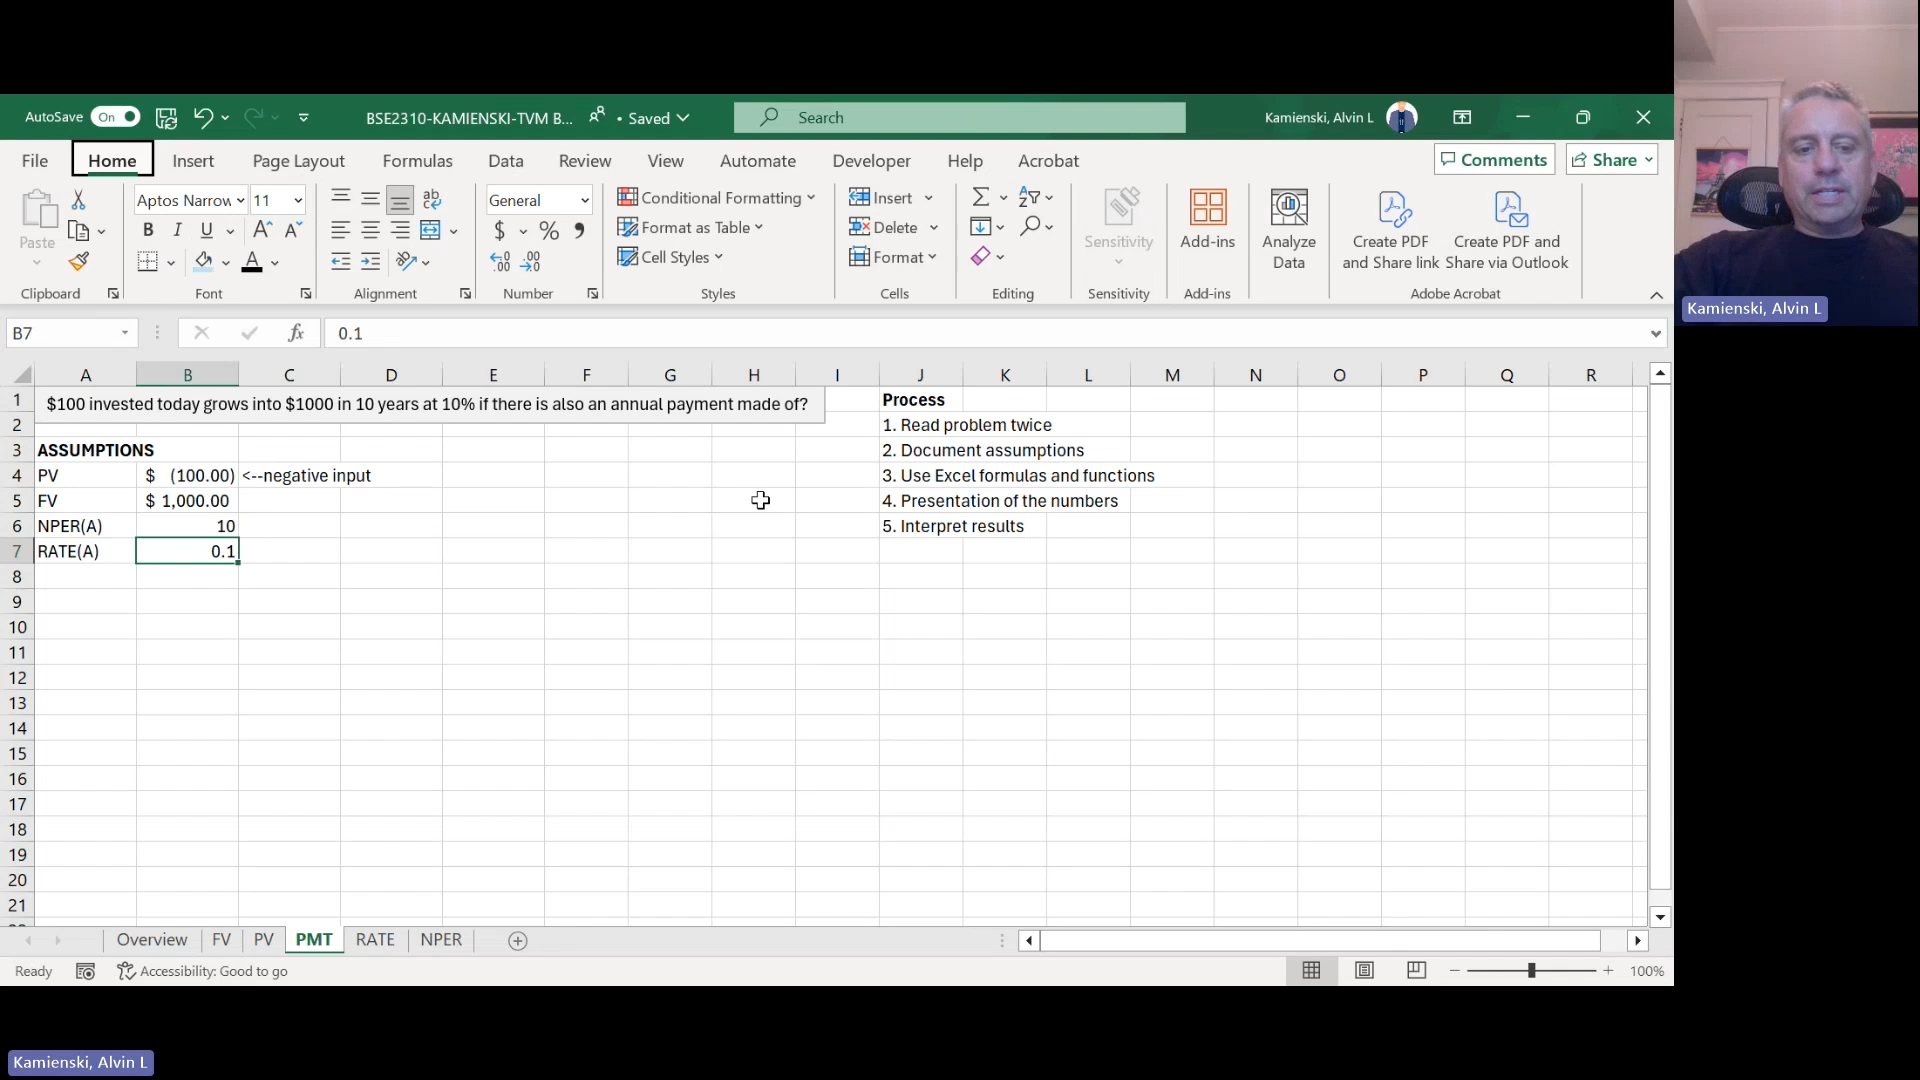 AutoSave On BSE2310-KAMIENSKI-TVM B... • Saved Search Kamienski, Alvin L
File Home Insert Page Layout Formulas Data Review View Automate Developer Help Acrobat Comments Share
Paste
Aptos Narrow 11
General
Conditional Formatting
Format as Table
Cell Styles
Insert
Delete
Format
Sensitivity
Add-ins
Analyze
Data
Create PDF
and Share link
Create PDF and
Share via Outlook
Clipboard Font Alignment Number Styles Cells Editing Sensitivity Add-ins Adobe Acrobat
Kamienski, Alvin L
B7 fx 0.1
A B C D E F G H I J K L M N O P Q R
1 $100 invested today grows into $1000 in 10 years at 10% if there is also an annual payment made of? Process
2 1. Read problem twice
3 ASSUMPTIONS 2. Document assumptions
4 PV $ (100.00) <--negative input 3. Use Excel formulas and functions
5 FV $ 1,000.00 4. Presentation of the numbers
6 NPER(A) 10 5. Interpret results
7 RATE(A) 0.1
8
9
10
11
12
13
14
15
16
17
18
19
20
21
Overview FV PV PMT RATE NPER
Ready Accessibility: Good to go 100%
Kamienski, Alvin L